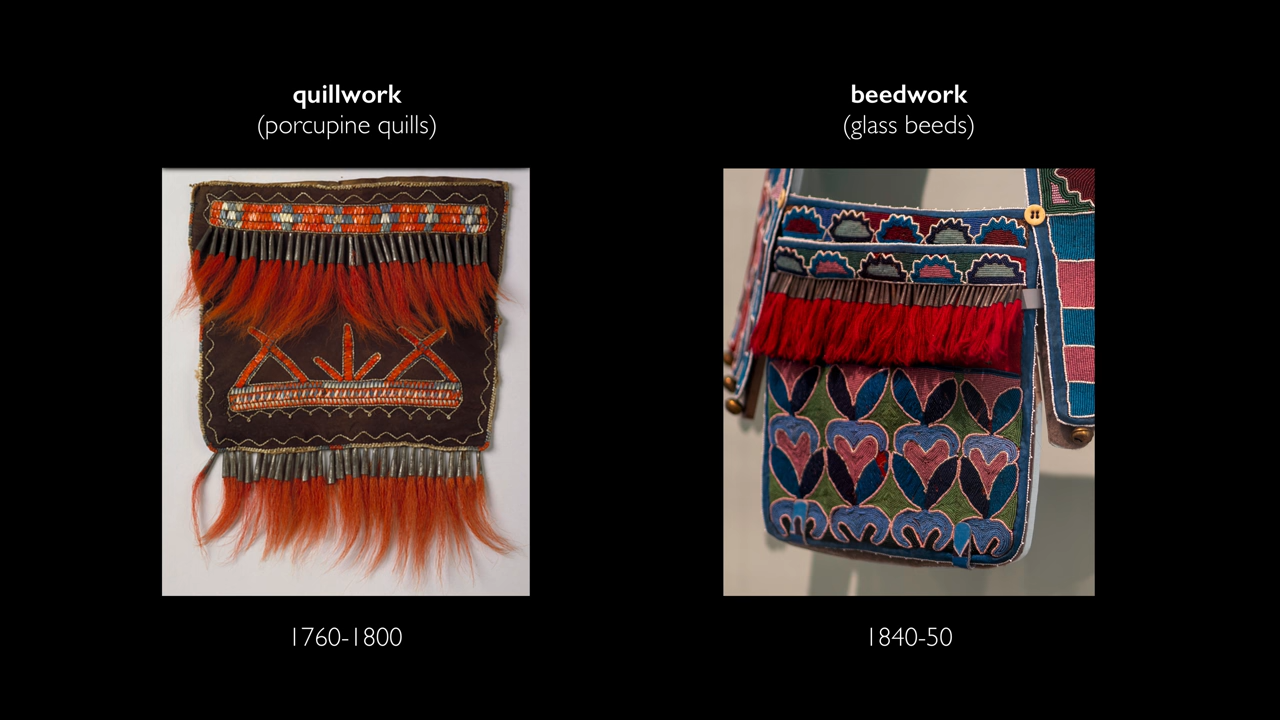 quillwork
(porcupine quills)
beedwork
(glass beeds)
1760-1800
1840-50